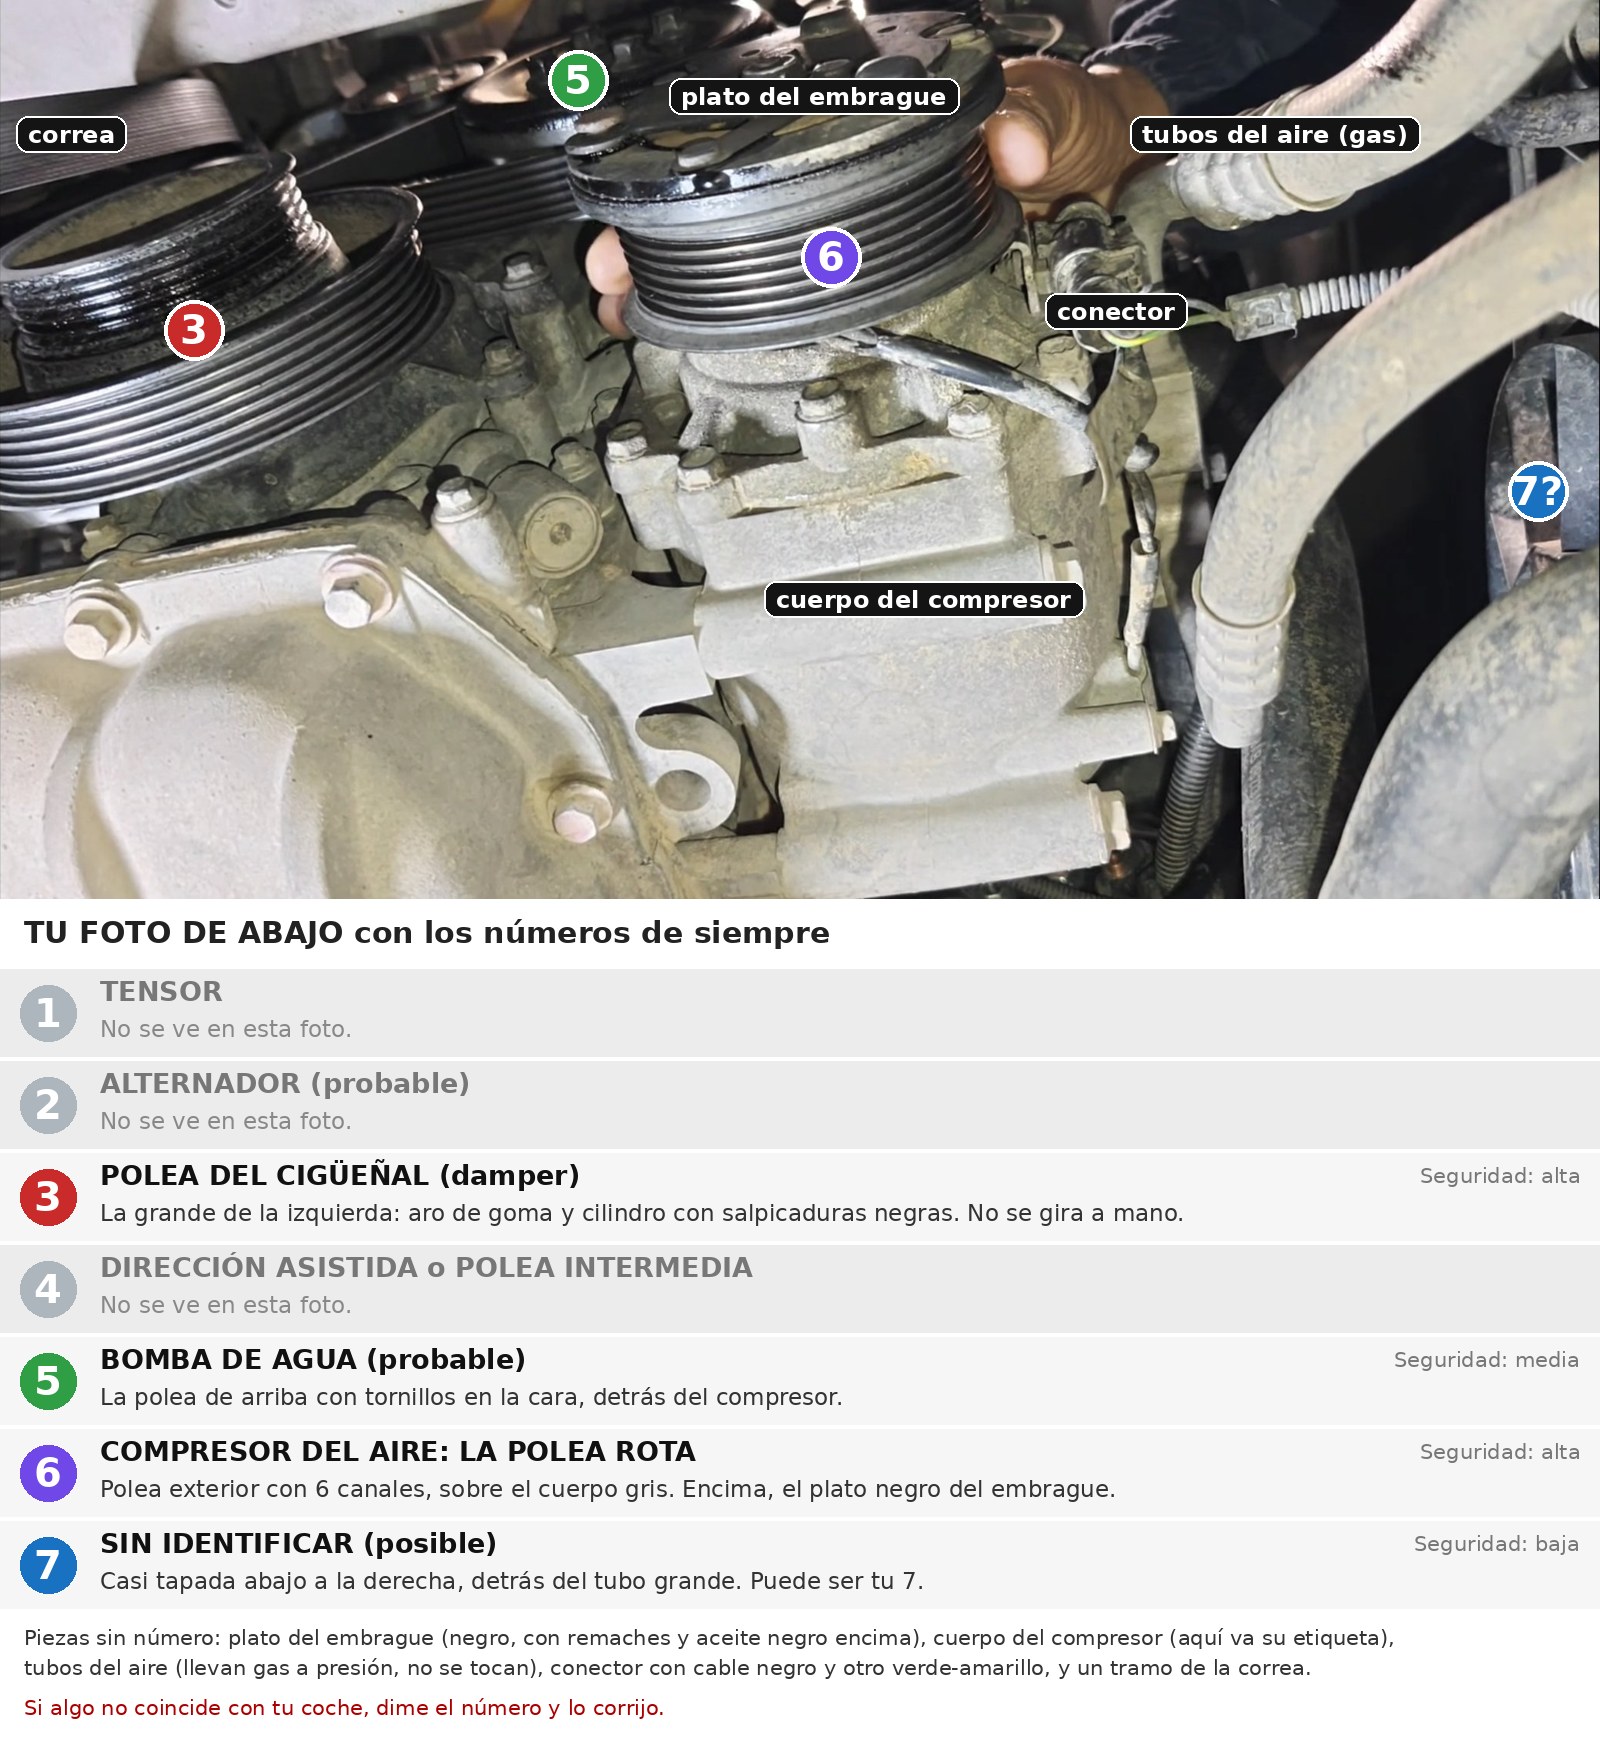 5
plato del embrague
correa
tubos del aire (gas)
6
conector
3
7?
cuerpo del compresor
TU FOTO DE ABAJO con los números de siempre
1
TENSOR
No se ve en esta foto.
2
ALTERNADOR (probable)
No se ve en esta foto.
3
POLEA DEL CIGÜEÑAL (damper)
Seguridad: alta
La grande de la izquierda: aro de goma y cilindro con salpicaduras negras. No se gira a mano.
4
DIRECCIÓN ASISTIDA o POLEA INTERMEDIA
No se ve en esta foto.
5
BOMBA DE AGUA (probable)
Seguridad: media
La polea de arriba con tornillos en la cara, detrás del compresor.
6
COMPRESOR DEL AIRE: LA POLEA ROTA
Seguridad: alta
Polea exterior con 6 canales, sobre el cuerpo gris. Encima, el plato negro del embrague.
7
SIN IDENTIFICAR (posible)
Seguridad: baja
Casi tapada abajo a la derecha, detrás del tubo grande. Puede ser tu 7.
Piezas sin número: plato del embrague (negro, con remaches y aceite negro encima), cuerpo del compresor (aquí va su etiqueta),
tubos del aire (llevan gas a presión, no se tocan), conector con cable negro y otro verde-amarillo, y un tramo de la correa.
Si algo no coincide con tu coche, dime el número y lo corrijo.